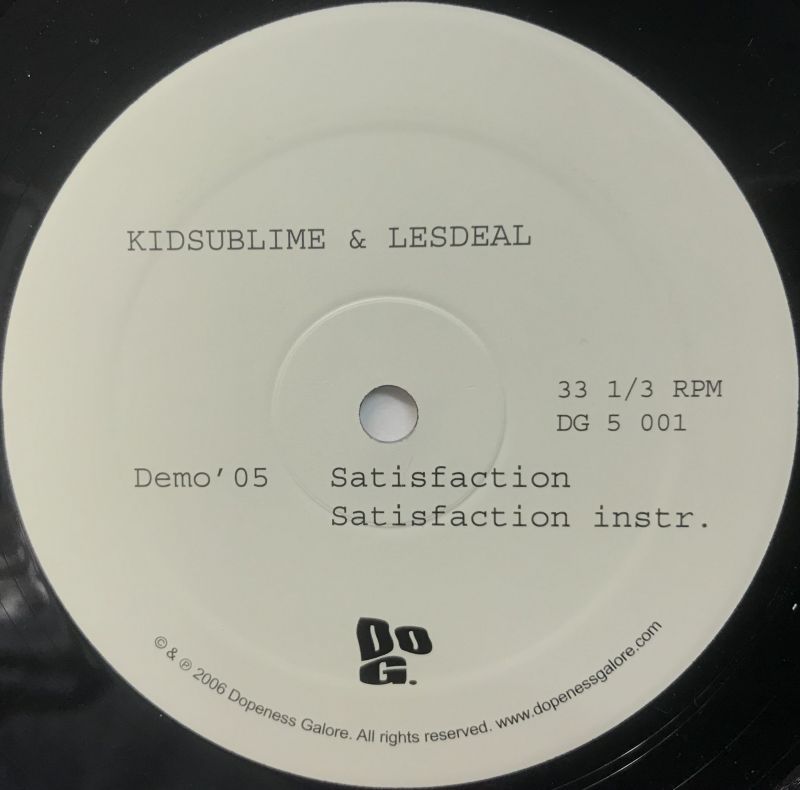 KIDSUBLIME & LESDEAL
33 1/3 RPM
DG 5 001
Demo'05 Satisfaction
Satisfaction instr.
DO
G.
© & ℗ 2006 Dopeness Galore. All rights reserved. www.dopenessgalore.com